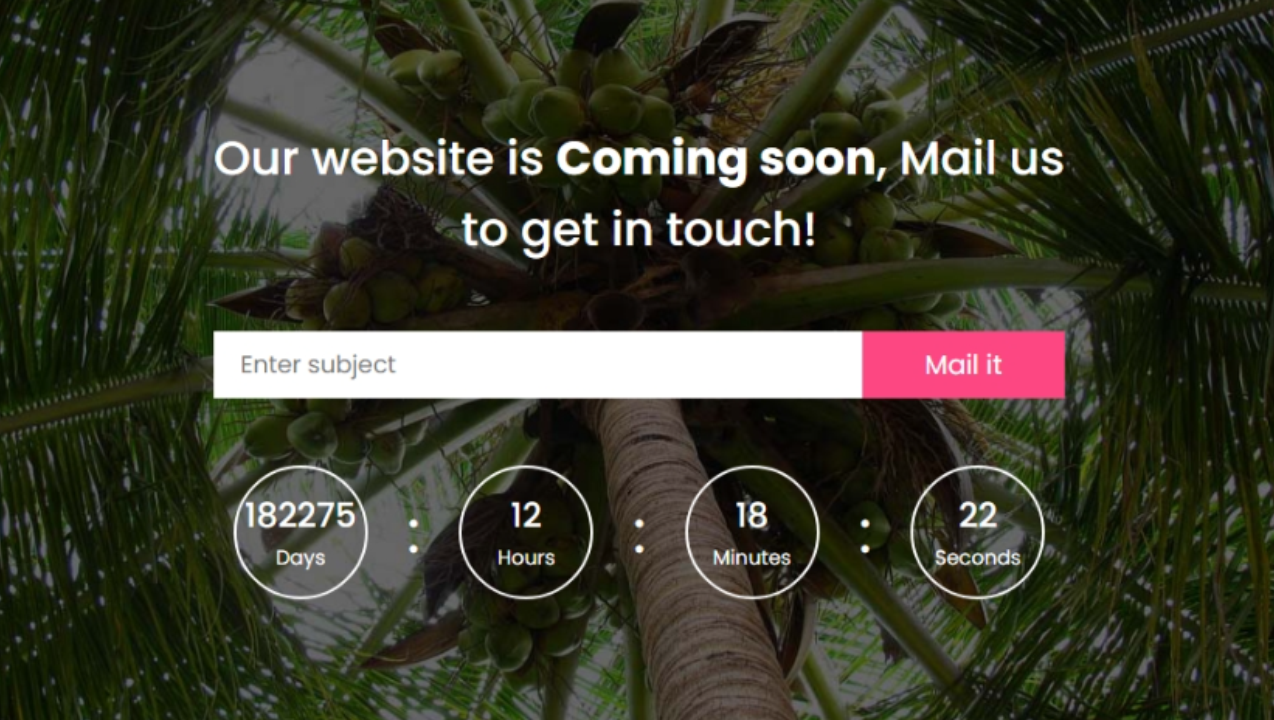 Our website is Coming soon, Mail us
to get in touch!
Enter subject
Mail it
182275 : 12 : 18 : 22
Days Hours Minutes Seconds